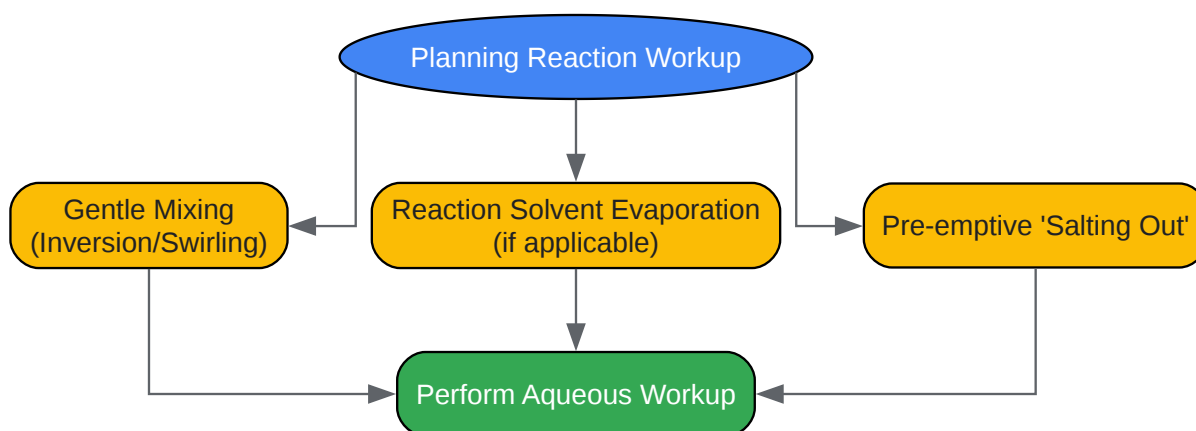 Planning Reaction Workup
Gentle Mixing
(Inversion/Swirling)
Reaction Solvent Evaporation
(if applicable)
Pre-emptive 'Salting Out'
Perform Aqueous Workup